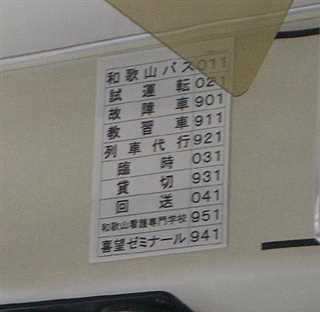 和歌山バス 011
試運転 021
故障車 901
教習車 911
列車代行 921
臨時 031
貸切 931
回送 041
和歌山看護専門学校 951
喜望ゼミナール 941